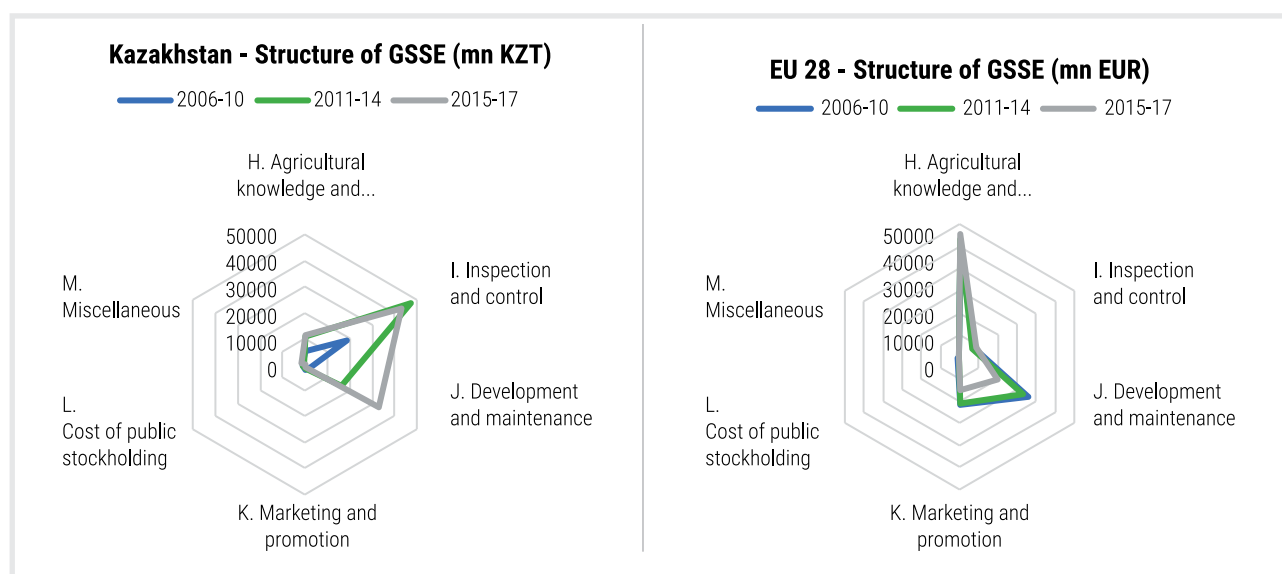 Kazakhstan - Structure of GSSE (mn KZT)
2006-10 2011-14 2015-17
H. Agricultural
knowledge and...
50000
40000
30000
20000
10000
0
I. Inspection
and control
J. Development
and maintenance
K. Marketing and
promotion
L.
Cost of public
stockholding
M.
Miscellaneous
EU 28 - Structure of GSSE (mn EUR)
2006-10 2011-14 2015-17
H. Agricultural
knowledge and...
50000
40000
30000
20000
10000
0
I. Inspection
and control
J. Development
and maintenance
K. Marketing and
promotion
L.
Cost of public
stockholding
M.
Miscellaneous